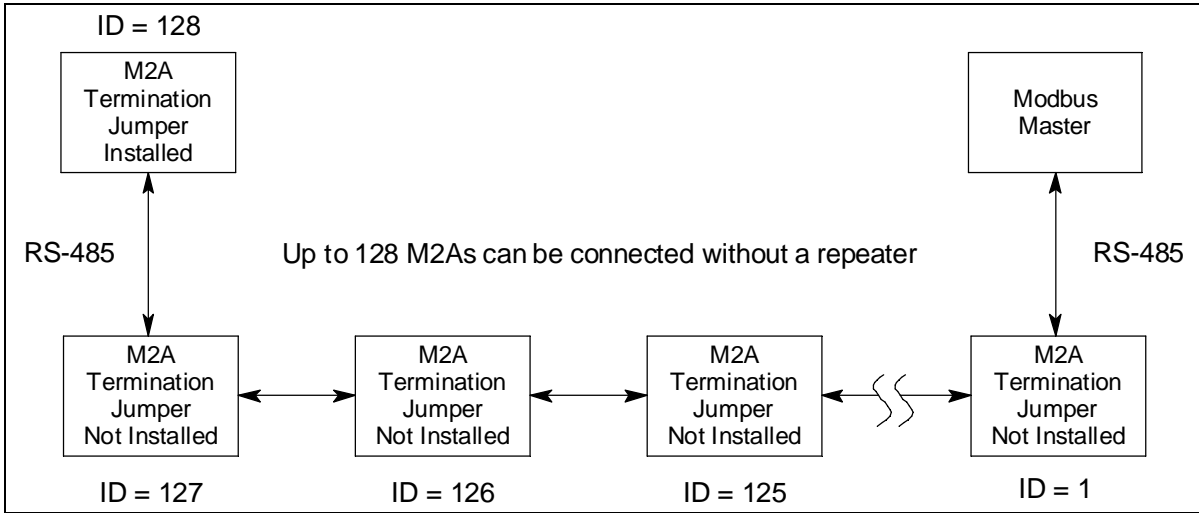 ID = 128
M2A
Termination
Jumper
Installed
Modbus
Master
RS-485
Up to 128 M2As can be connected without a repeater
RS-485
M2A
Termination
Jumper
Not Installed
M2A
Termination
Jumper
Not Installed
M2A
Termination
Jumper
Not Installed
M2A
Termination
Jumper
Not Installed
ID = 127
ID = 126
ID = 125
ID = 1